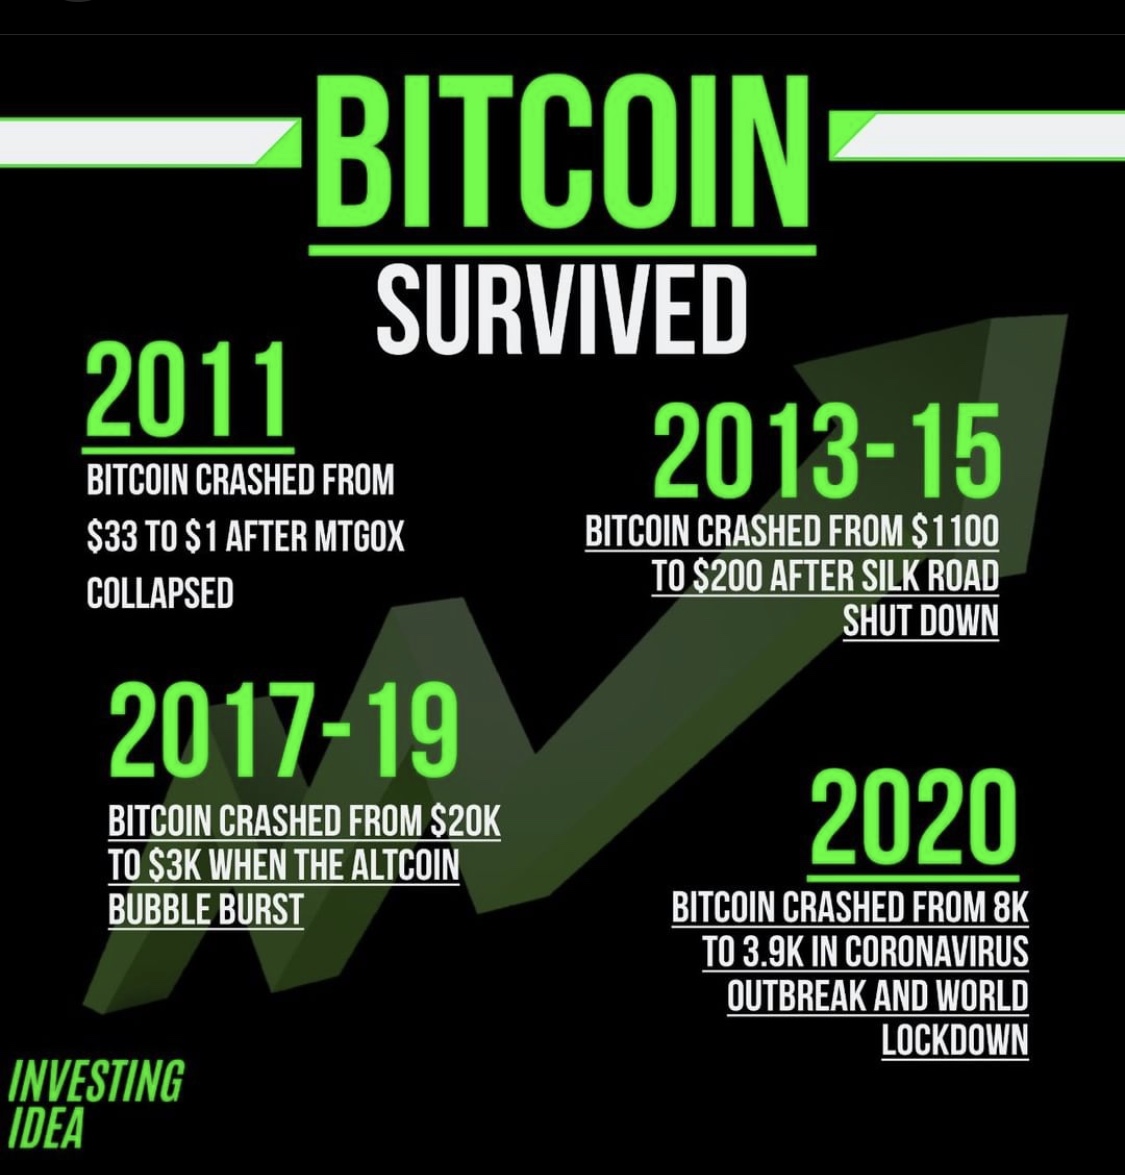 BITCOIN
SURVIVED
2011
BITCOIN CRASHED FROM
$33 TO $1 AFTER MTGOX
COLLAPSED
2013-15
BITCOIN CRASHED FROM $1100
TO $200 AFTER SILK ROAD
SHUT DOWN
2017-19
BITCOIN CRASHED FROM $20K
TO $3K WHEN THE ALTCOIN
BUBBLE BURST
2020
BITCOIN CRASHED FROM 8K
TO 3.9K IN CORONAVIRUS
OUTBREAK AND WORLD
LOCKDOWN
INVESTING
IDEA